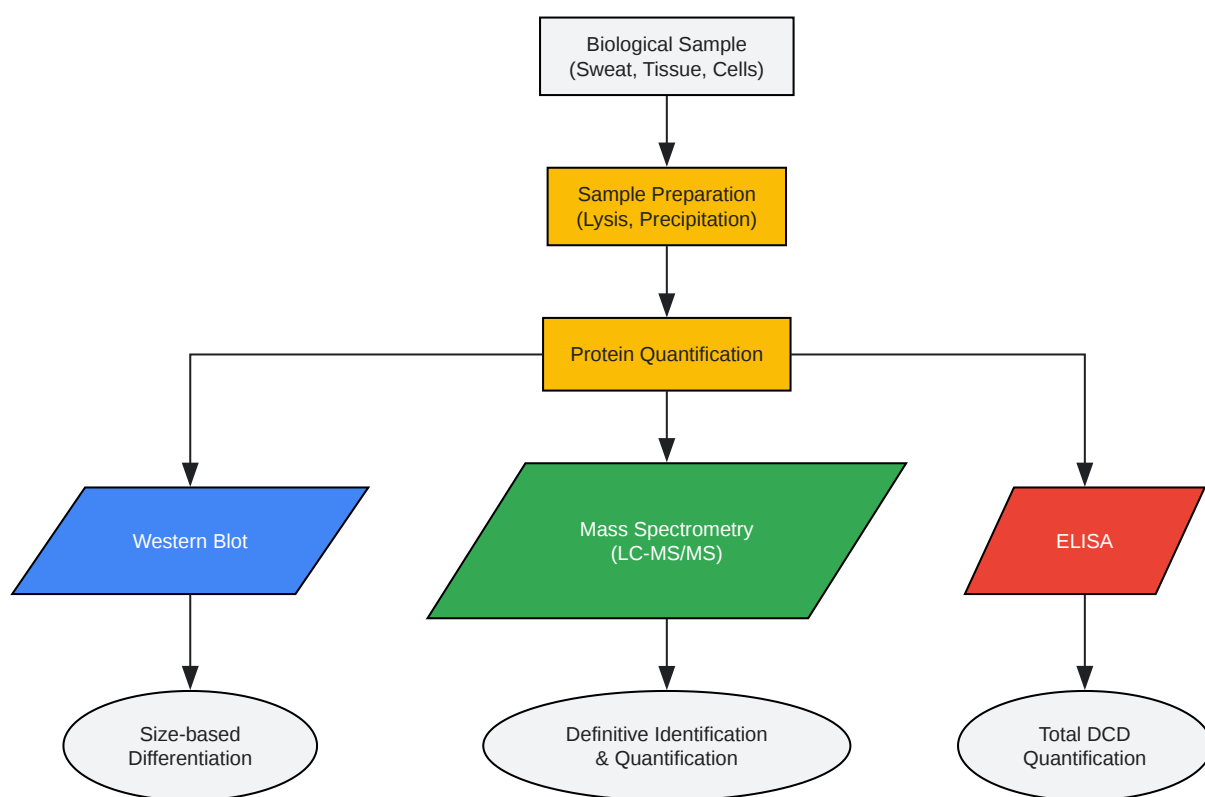 Biological Sample
(Sweat, Tissue, Cells)
Sample Preparation
(Lysis, Precipitation)
Protein Quantification
Western Blot
Mass Spectrometry
(LC-MS/MS)
ELISA
Size-based
Differentiation
Definitive Identification
& Quantification
Total DCD
Quantification